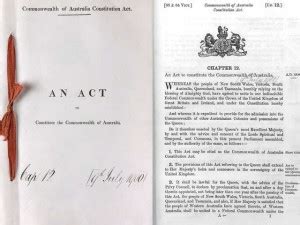 Commonwealth of Australia Constitution Act.
AN ACT
TO
Constitute the Commonwealth of Australia.
Cap 12
9th July 1900
[63 & 64 VICT.] Commonwealth of Australia [CH. 12.]
Constitution Act.
CHAPTER 12.
An Act to constitute the Commonwealth of Australia.
WHEREAS the people of New South Wales, Victoria, South
Australia, Queensland, and Tasmania, humbly relying on the
blessing of Almighty God, have agreed to unite in one indissoluble
Federal Commonwealth under the Crown of the United Kingdom of
Great Britain and Ireland, and under the Constitution hereby
established:
And whereas it is expedient to provide for the admission into the
Commonwealth of other Australasian Colonies and possessions of
the Queen:
Be it therefore enacted by the Queen's most Excellent Majesty,
by and with the advice and consent of the Lords Spiritual and
Temporal, and Commons, in this present Parliament assembled,
and by the authority of the same, as follows:
1. This Act may be cited as the Commonwealth of Australia
Constitution Act.
2. The provisions of this Act referring to the Queen shall extend
to Her Majesty's heirs and successors in the sovereignty of the
United Kingdom.
3. It shall be lawful for the Queen, with the advice of the
Privy Council, to declare by proclamation that, on and after a day
therein appointed, not being later than one year after the passing of
this Act, the people of New South Wales, Victoria, South Australia,
Queensland, and Tasmania, and also, if Her Majesty is satisfied that
the people of Western Australia have agreed thereto, of Western
Australia, shall be united in a Federal Commonwealth under the